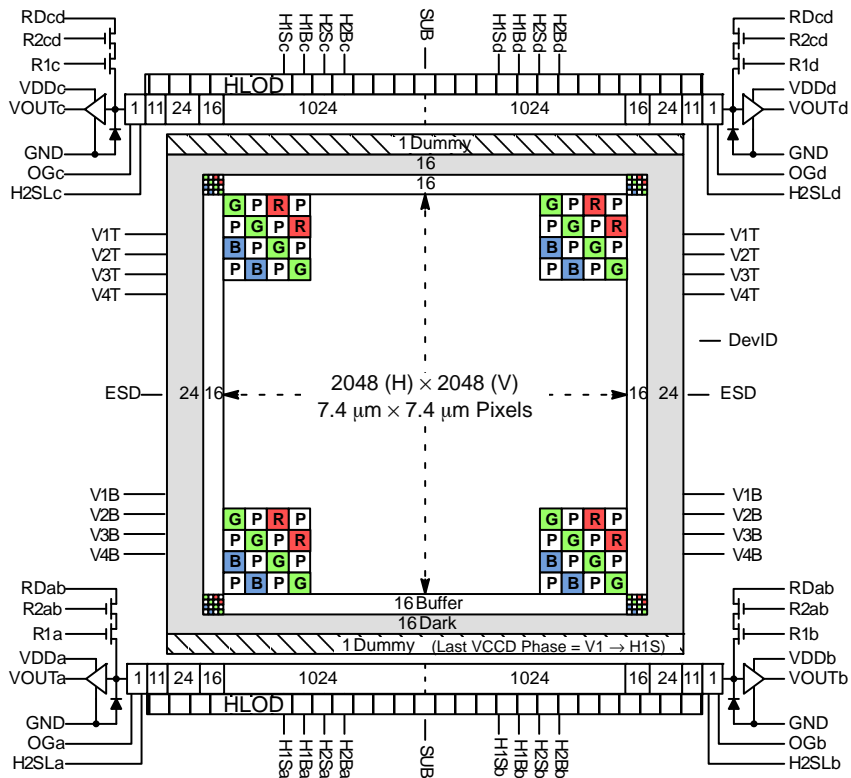 RDcd
R2cd
R1c
VDDc
VOUTc
GND
OGc
H2SLc
H1Sc
H1Bc
H2Sc
H2Bc
SUB
H1Sd
H1Bd
H2Sd
H2Bd
RDcd
R2cd
R1d
VDDd
VOUTd
GND
OGd
H2SLd
HLOD
1 11 24 16 1024 1024 16 24 11 1
1 Dummy
16
16
G P R P
P G P R
B P G P
P B P G
G P R P
P G P R
B P G P
P B P G
V1T
V2T
V3T
V4T
V1T
V2T
V3T
V4T
DevID
ESD
24 16
2048 (H) × 2048 (V)
7.4 μm × 7.4 μm Pixels
16 24
ESD
V1B
V2B
V3B
V4B
V1B
V2B
V3B
V4B
G P R P
P G P R
B P G P
P B P G
G P R P
P G P R
B P G P
P B P G
16 Buffer
16 Dark
1 Dummy (Last VCCD Phase = V1 → H1S)
RDab
R2ab
R1a
VDDa
VOUTa
GND
OGa
H2SLa
1 11 24 16 1024 1024 16 24 11 1
HLOD
H1Sa
H1Ba
H2Sa
H2Ba
SUB
H1Sb
H1Bb
H2Sb
H2Bb
RDab
R2ab
R1b
VDDb
VOUTb
GND
OGb
H2SLb